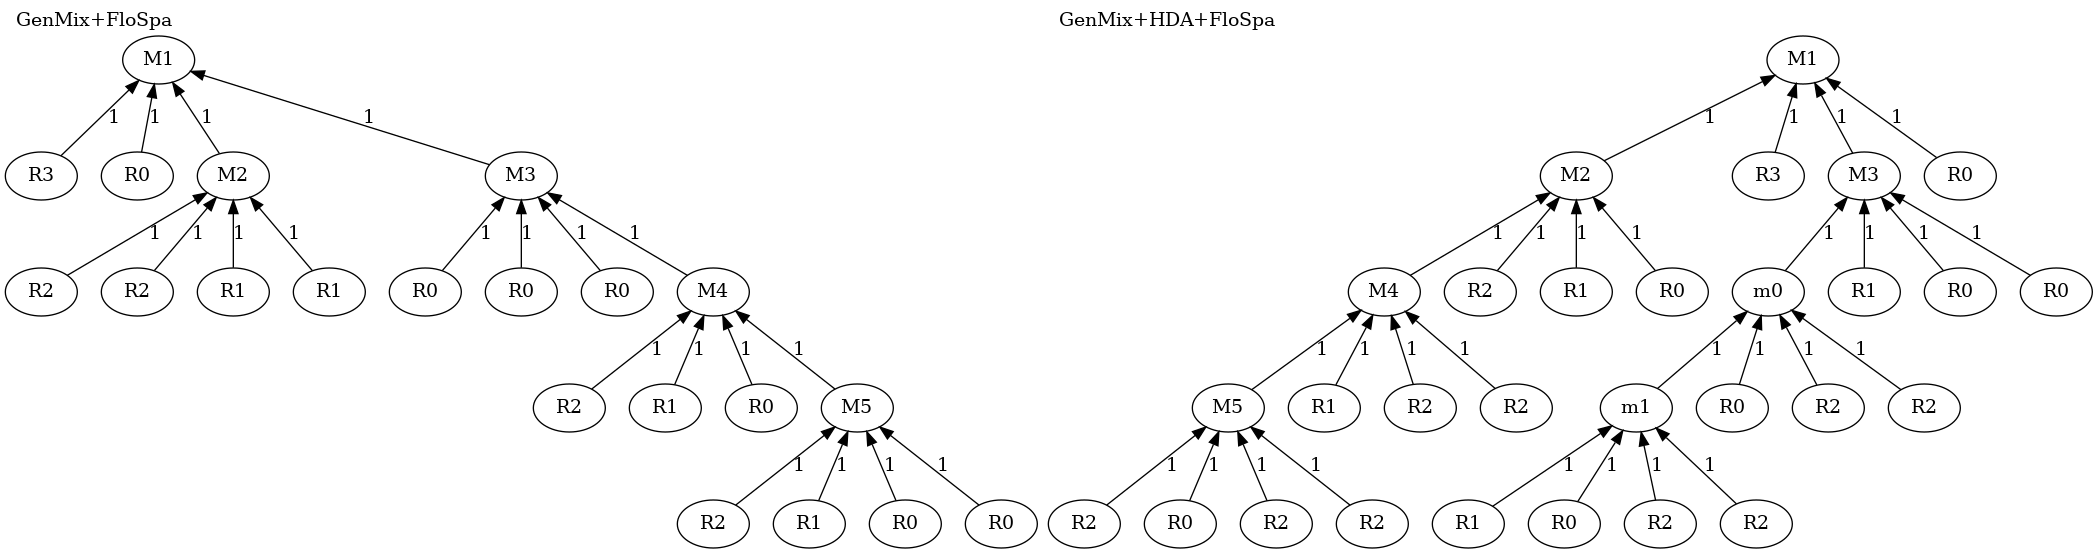 GenMix+FloSpa GenMix+HDA+FloSpa
M1 M1
1 1 1 1 1 1 1 1
R3 R0 M2 M3 M2 R3 M3 R0
1 1 1 1 1 1 1 1 1 1 1 1 1 1 1 1
R2 R2 R1 R1 R0 R0 R0 M4 M4 R2 R1 R0 m0 R1 R0 R0
1 1 1 1 1 1 1 1 1 1 1 1
R2 R1 R0 M5 M5 R1 R2 R2 m1 R0 R2 R2
1 1 1 1 1 1 1 1 1 1 1 1
R2 R1 R0 R0 R2 R0 R2 R2 R1 R0 R2 R2